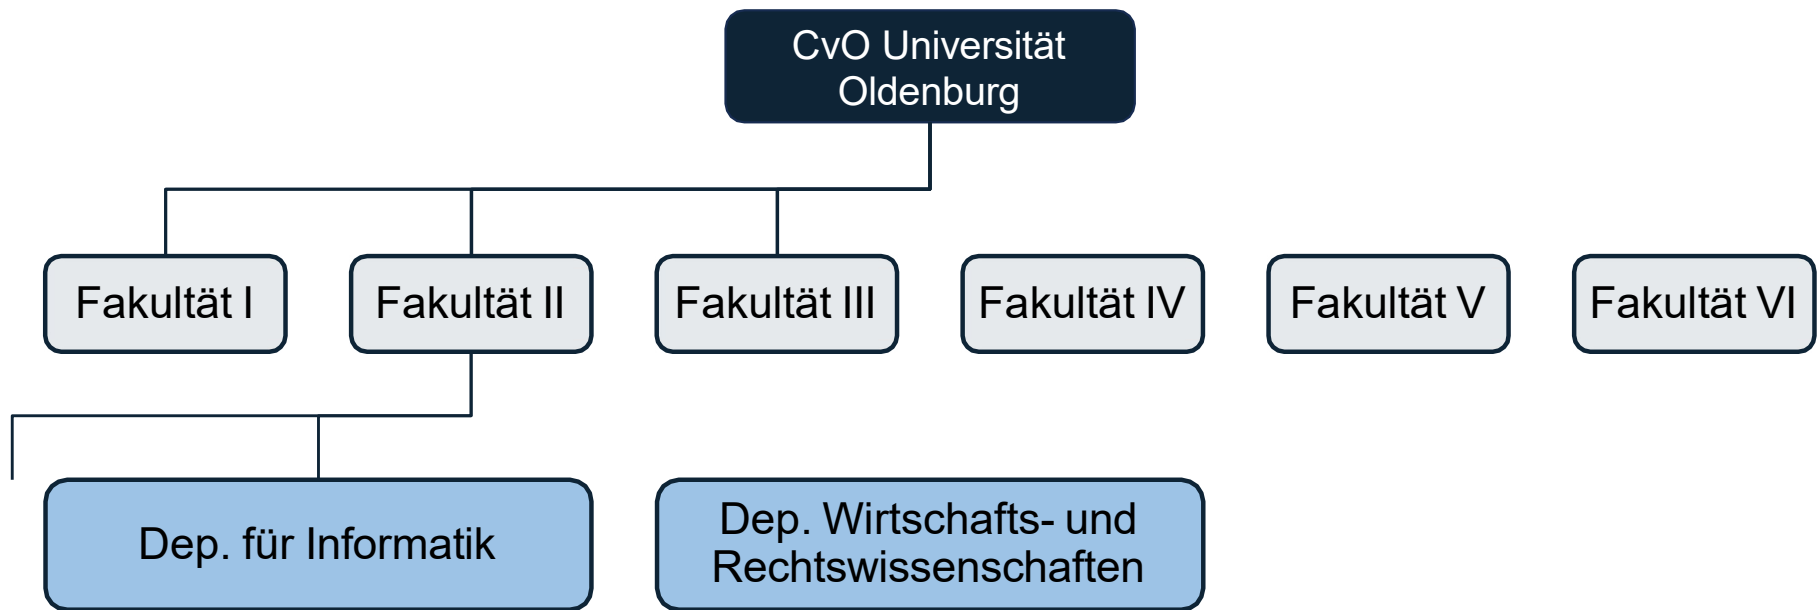 CvO Universität
Oldenburg
Fakultät I
Fakultät II
Fakultät III
Fakultät IV
Fakultät V
Fakultät VI
Dep. für Informatik
Dep. Wirtschafts- und
Rechtswissenschaften